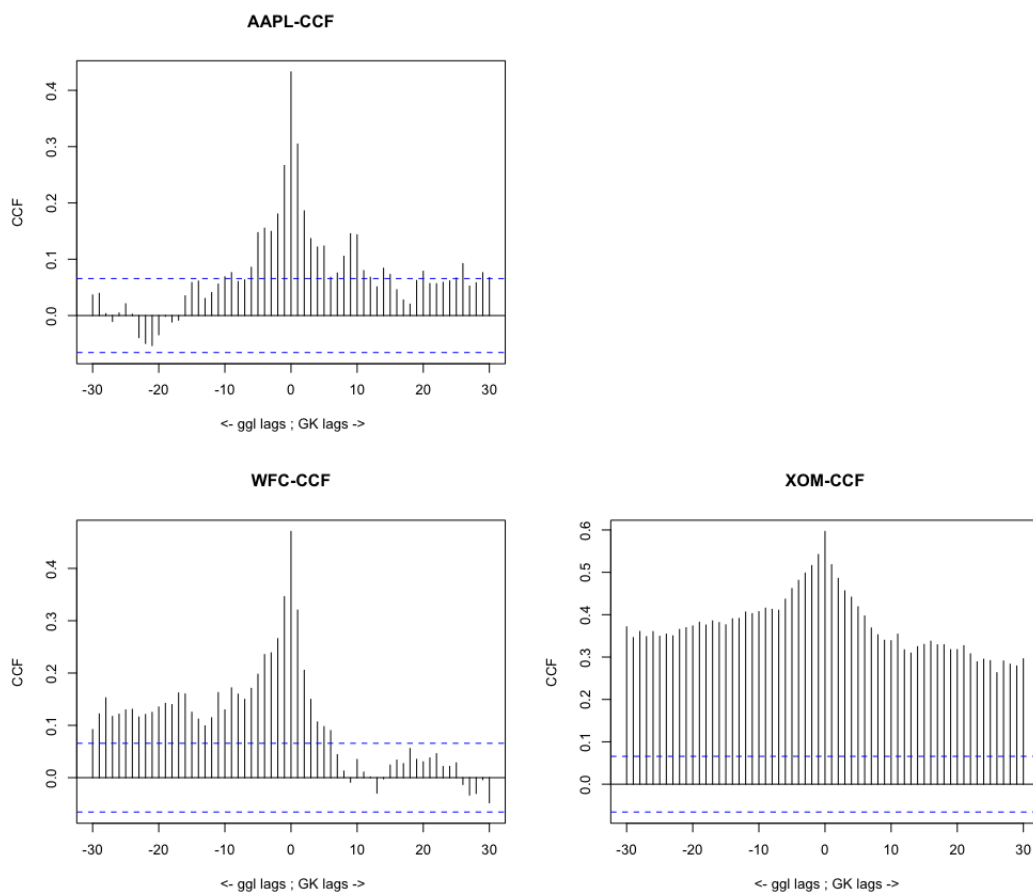 AAPL-CCF
CCF
0.0 0.1 0.2 0.3 0.4
-30 -20 -10 0 10 20 30
<- ggl lags ; GK lags ->
WFC-CCF
CCF
0.0 0.1 0.2 0.3 0.4
-30 -20 -10 0 10 20 30
<- ggl lags ; GK lags ->
XOM-CCF
CCF
0.0 0.1 0.2 0.3 0.4 0.5 0.6
-30 -20 -10 0 10 20 30
<- ggl lags ; GK lags ->